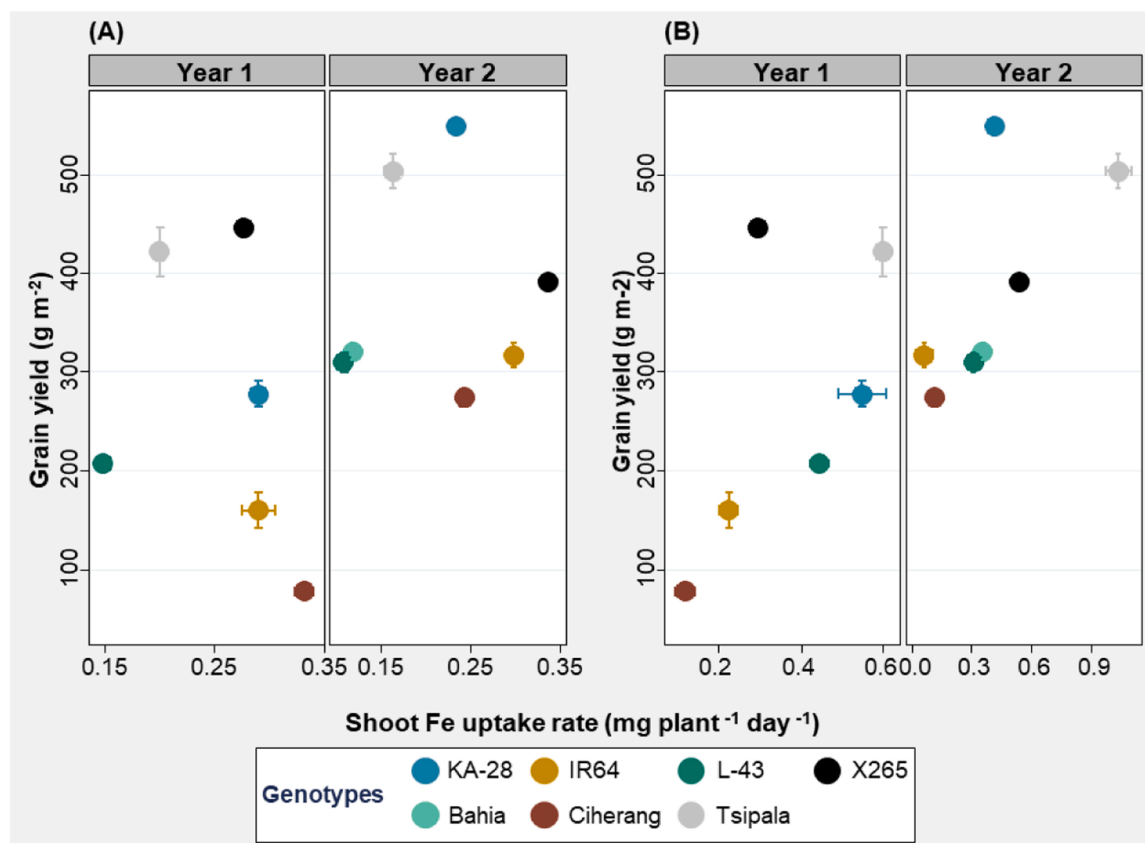 (A) (B)
Year 1 Year 2 Year 1 Year 2
Grain yield (g m-2)
500
400
300
200
100
0.15 0.25 0.35 0.15 0.25 0.35
Grain yield (g m-2)
500
400
300
200
100
0.2 0.4 0.6 0.0 0.3 0.6 0.9
Shoot Fe uptake rate (mg plant -1 day -1)
Genotypes
KA-28 IR64 L-43 X265
Bahia Ciherang Tsipala